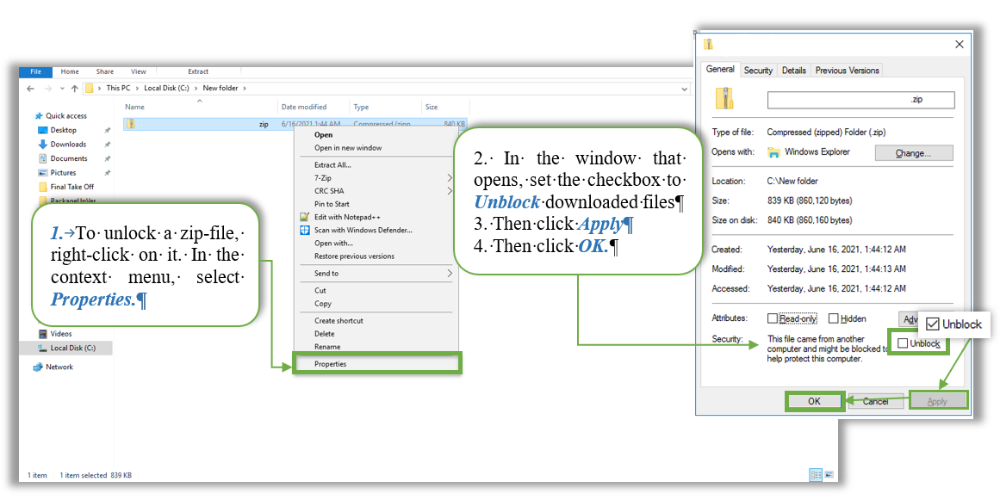 File Home Share View Extract
This PC > Local Disk (C:) > New folder >
Name Date modified Type Size
zip 6/16/2021 1:44 AM Compressed (zipp 840 KB
Quick access
Desktop
Downloads
Documents
Pictures
Final Take Off
PackageUpVer
Videos
Local Disk (C:)
Network
1 item 1 item selected 839 KB
1.→To· unlock· a· zip-file,·
right-click· on· it.· In· the·
context· menu,· select·
Properties.¶
Open
Open in new window
Extract All...
7-Zip
CRC SHA
Pin to Start
Edit with Notepad++
Scan with Windows Defender...
Open with...
Restore previous versions
Send to
Cut
Copy
Create shortcut
Delete
Rename
Properties
2.· In· the· window· that·
opens,·set·the·checkbox·to·
Unblock·downloaded·files¶
3.·Then·click·Apply¶
4.·Then·click·OK.¶
General Security Details Previous Versions
.zip
Type of file: Compressed (zipped) Folder (.zip)
Opens with: Windows Explorer Change...
Location: C:\New folder
Size: 839 KB (860,120 bytes)
Size on disk: 840 KB (860,160 bytes)
Created: Yesterday, June 16, 2021, 1:44:12 AM
Modified: Yesterday, June 16, 2021, 1:44:13 AM
Accessed: Yesterday, June 16, 2021, 1:44:12 AM
Attributes: Read-only Hidden
Unblock
Security: This file came from another
computer and might be blocked to
help protect this computer.
Unblock
OK Cancel Apply